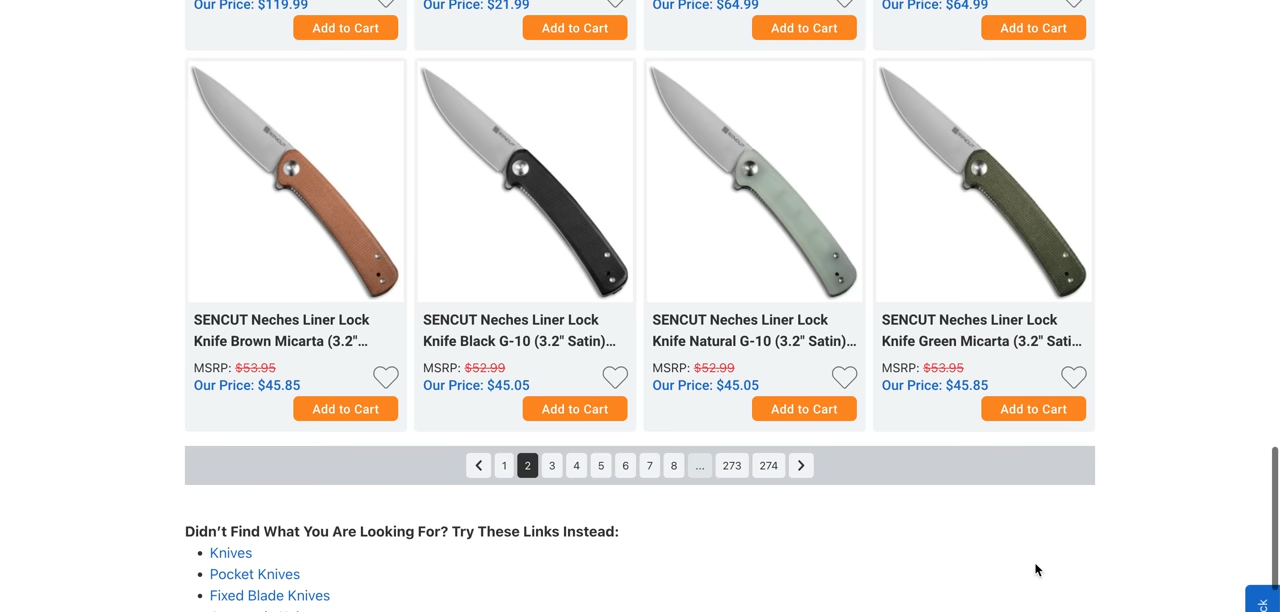 Our Price: $119.99
Our Price: $21.99
Our Price: $64.99
Our Price: $64.99
Add to Cart
Add to Cart
Add to Cart
Add to Cart
SENCUT
SENCUT
SENCUT
SENCUT
SENCUT Neches Liner Lock
Knife Brown Micarta (3.2"...
MSRP: $53.95
Our Price: $45.85
Add to Cart
SENCUT Neches Liner Lock
Knife Black G-10 (3.2" Satin)...
MSRP: $52.99
Our Price: $45.05
Add to Cart
SENCUT Neches Liner Lock
Knife Natural G-10 (3.2" Satin)...
MSRP: $52.99
Our Price: $45.05
Add to Cart
SENCUT Neches Liner Lock
Knife Green Micarta (3.2" Sati...
MSRP: $53.95
Our Price: $45.85
Add to Cart
1 2 3 4 5 6 7 8 ... 273 274
Didn't Find What You Are Looking For? Try These Links Instead:
• Knives
• Pocket Knives
• Fixed Blade Knives